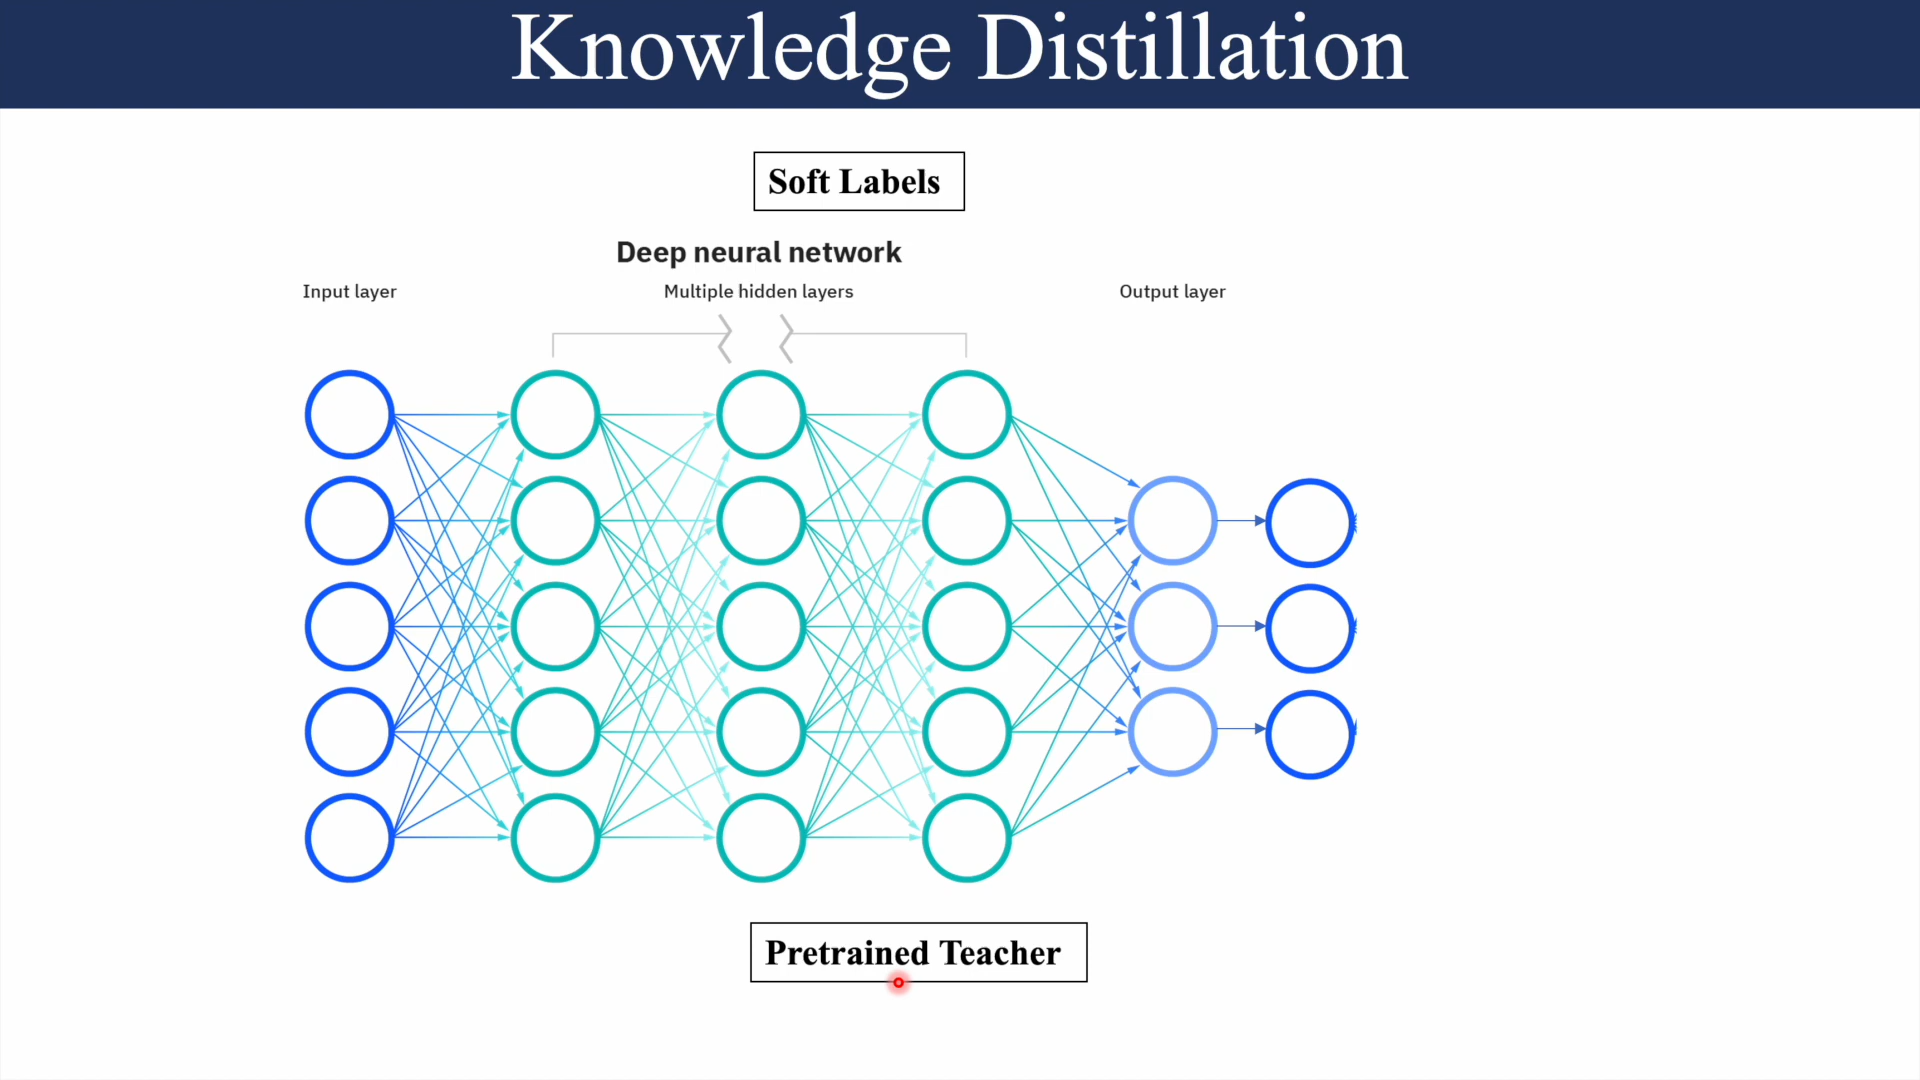 Knowledge Distillation
Soft Labels
Deep neural network
Input layer
Multiple hidden layers
Output layer
Pretrained Teacher